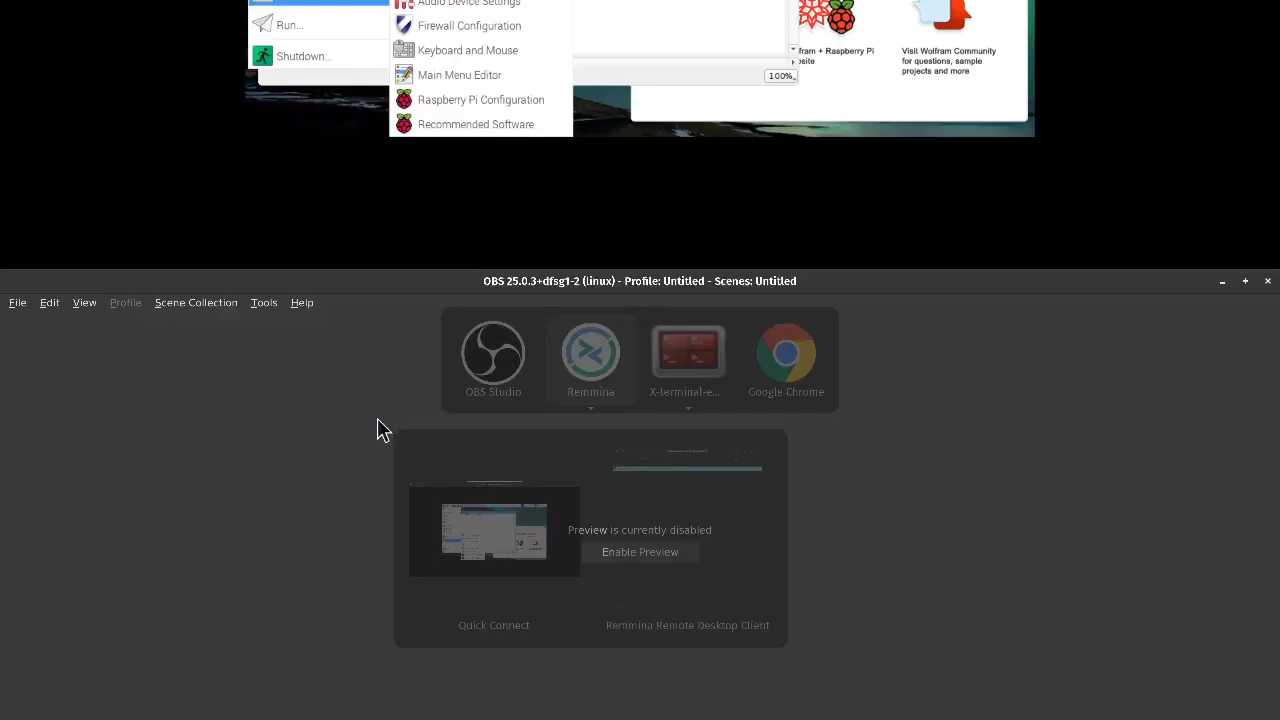 Audio Device Settings
Run...
Firewall Configuration
Shutdown...
Keyboard and Mouse
Main Menu Editor
Raspberry Pi Configuration
Recommended Software
100%
fram + Raspberry Pi
site
Visit Wolfram Community
for questions, sample
projects and more
OBS 25.0.3+dfsg1-2 (linux) - Profile: Untitled - Scenes: Untitled
File Edit View Profile Scene Collection Tools Help
OBS Studio
Remmina
X-terminal-e...
Google Chrome
Preview is currently disabled
Enable Preview
Quick Connect
Remmina Remote Desktop Client